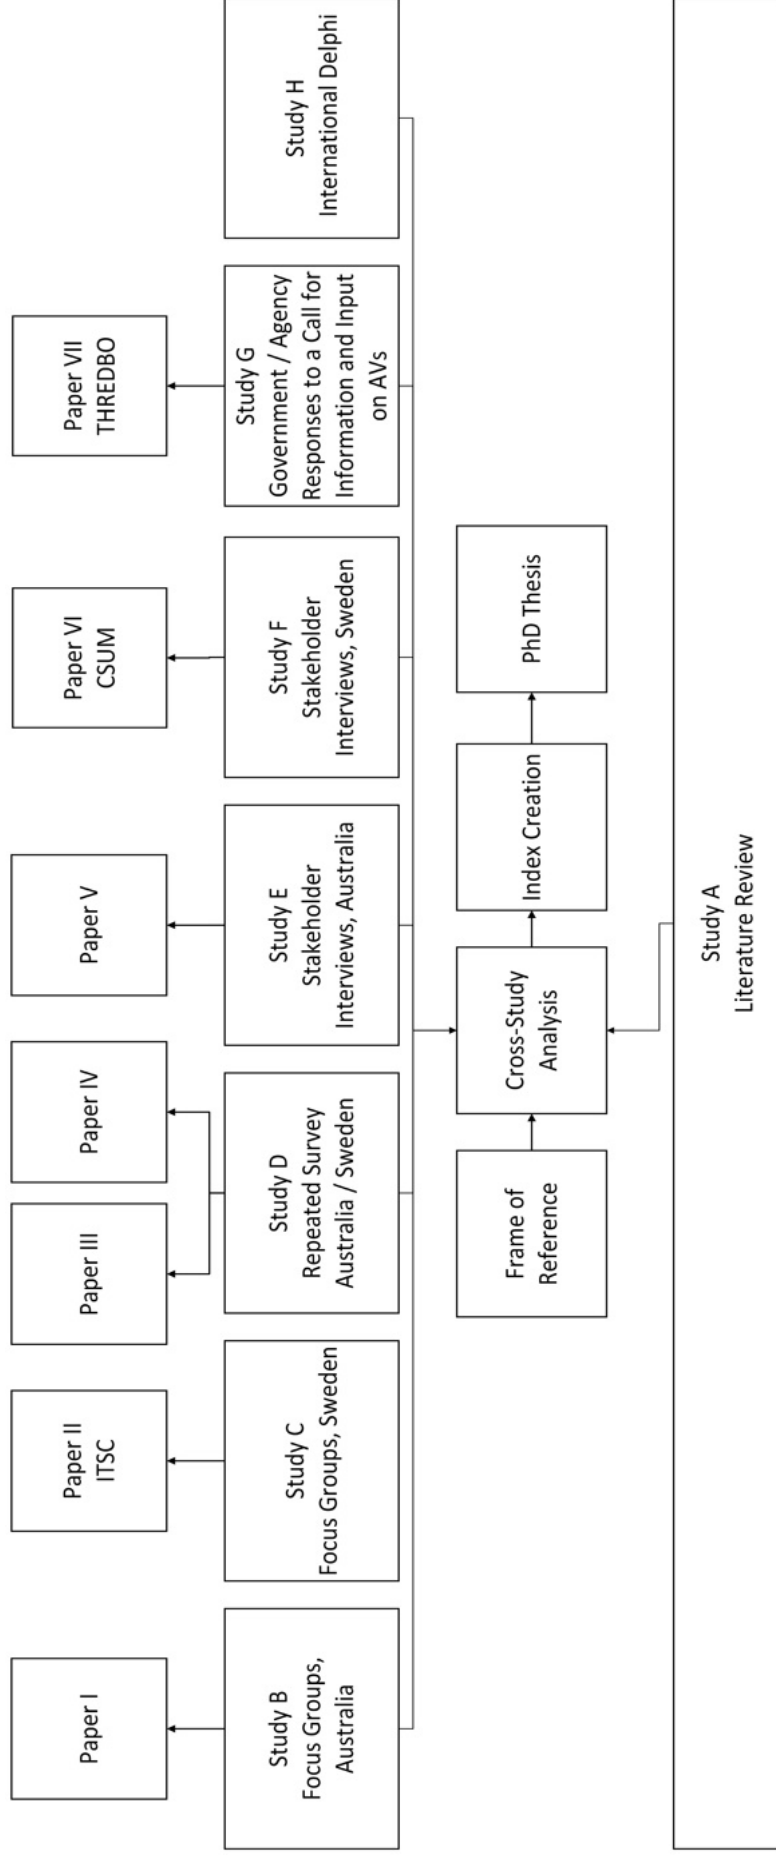 Paper I
Paper II
ITSC
Paper III
Paper IV
Paper V
Paper VI
CSUM
Paper VII
THREDBO
Study B
Focus Groups,
Australia
Study C
Focus Groups, Sweden
Study D
Repeated Survey
Australia / Sweden
Study E
Stakeholder
Interviews, Australia
Study F
Stakeholder
Interviews, Sweden
Study G
Government / Agency
Responses to a Call for
Information and Input
on AVs
Study H
International Delphi
Frame of
Reference
Cross-Study
Analysis
Index Creation
PhD Thesis
Study A
Literature Review